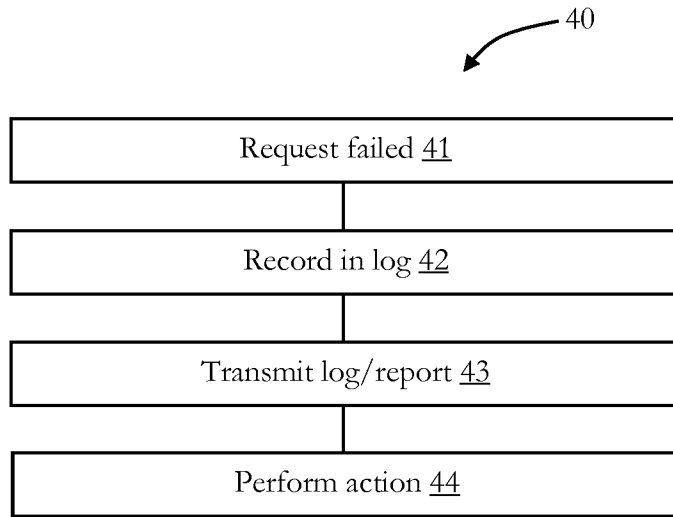 40
Request failed 41
Record in log 42
Transmit log/report 43
Perform action 44